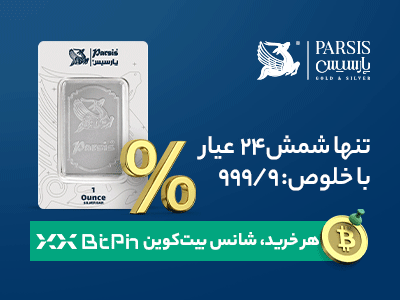 PARSIS
پارسیس
GOLD & SILVER
Parsis
پارسیس
PARSIS
1
Ounce
تنها شمش ۲۴ عیار
با خلوص: ۹۹۹/۹
%
هر خرید، شانس بیت‌کوین BitPin